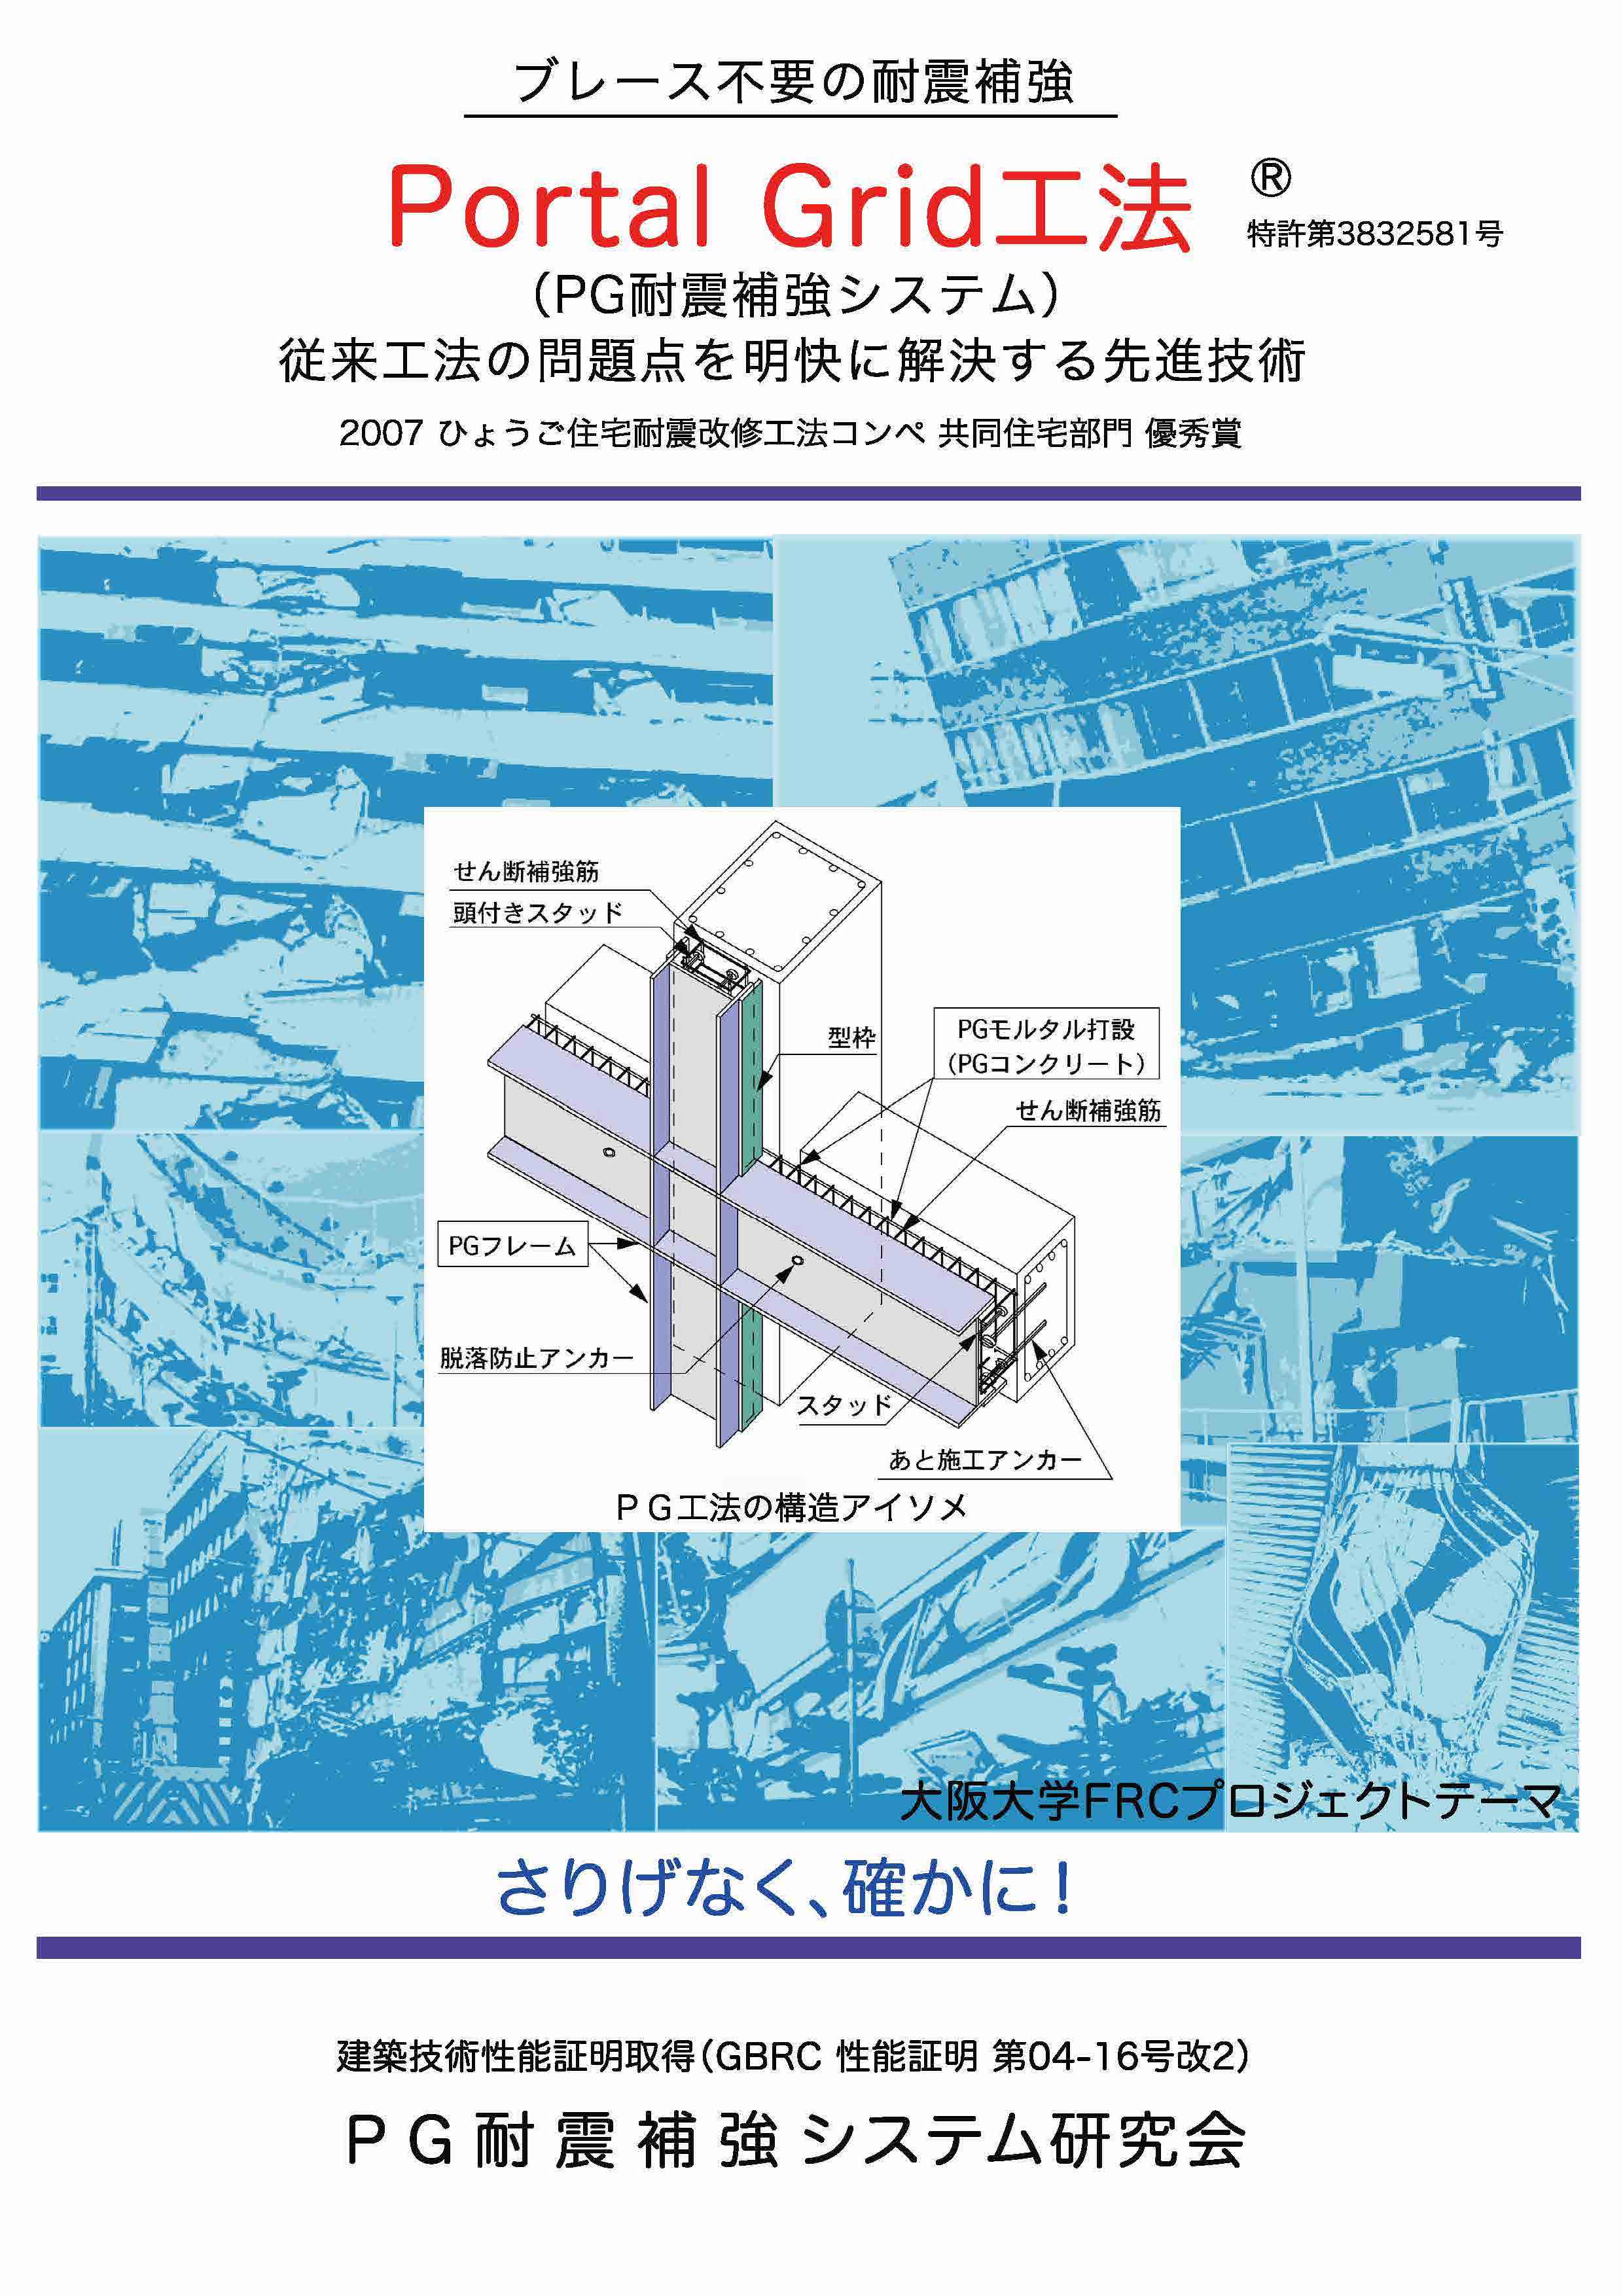 ブレース不要の耐震補強
Portal Grid工法 ®
特許第3832581号
（PG耐震補強システム）
従来工法の問題点を明快に解決する先進技術
2007 ひょうご住宅耐震改修工法コンペ 共同住宅部門 優秀賞
せん断補強筋
頭付きスタッド
型枠
PGモルタル打設
（PGコンクリート）
せん断補強筋
PGフレーム
脱落防止アンカー
スタッド
あと施工アンカー
ＰＧ工法の構造アイソメ
大阪大学FRCプロジェクトテーマ
さりげなく、確かに！
建築技術性能証明取得（GBRC 性能証明 第04-16号改2）
ＰＧ耐震補強システム研究会